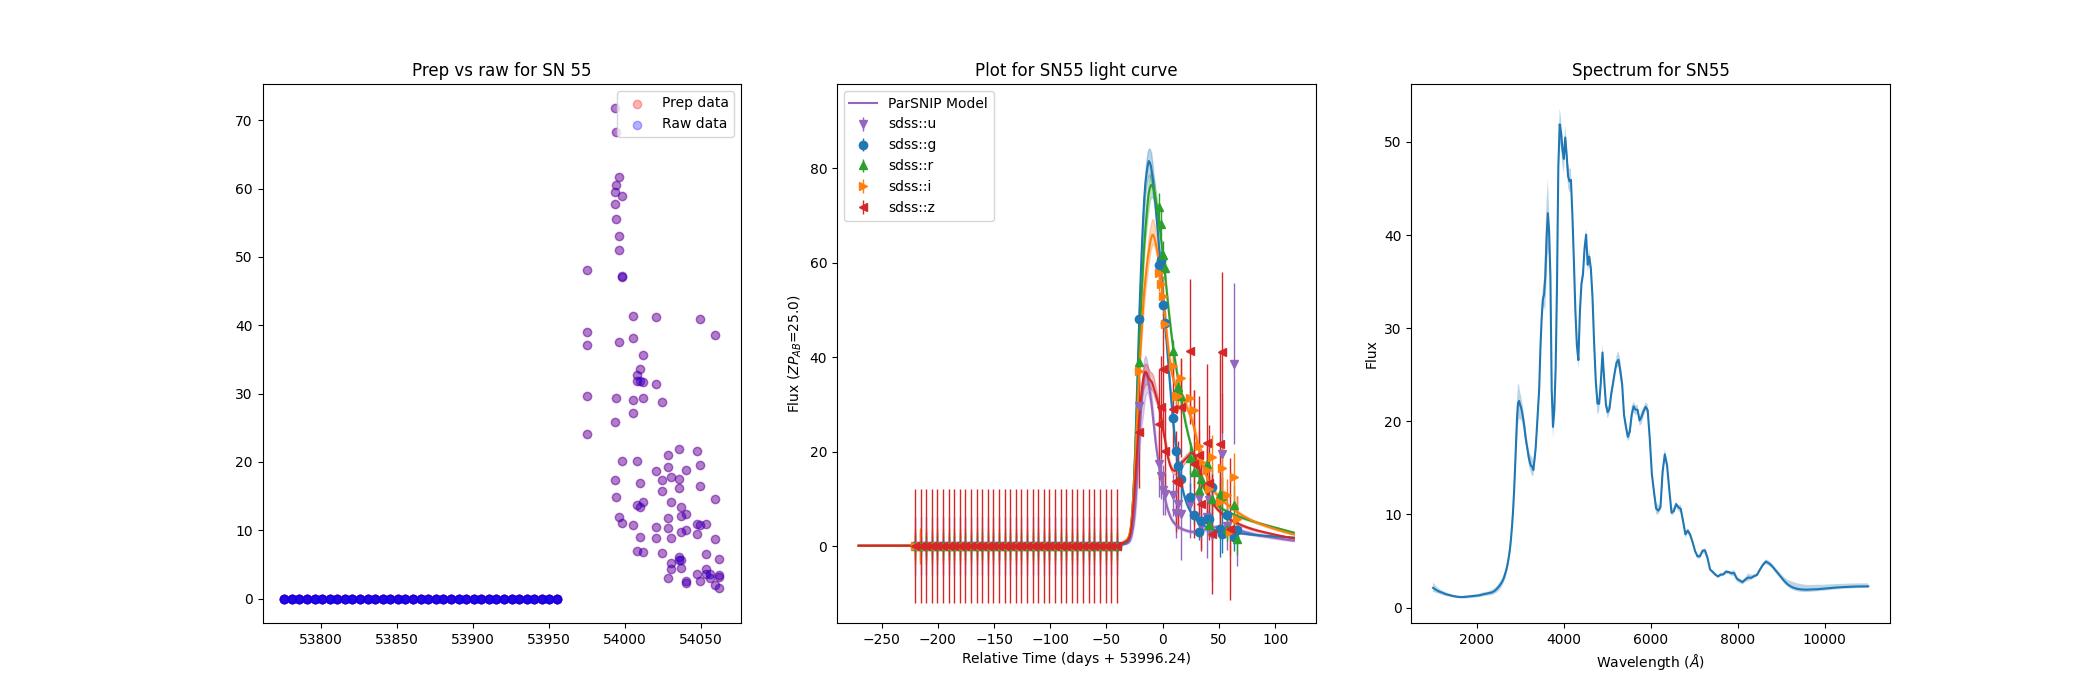 Prep vs raw for SN 55
Prep data
Raw data
70
60
50
40
30
20
10
0
53800 53850 53900 53950 54000 54050
Plot for SN55 light curve
ParSNIP Model
sdss::u
sdss::g
sdss::r
sdss::i
sdss::z
80
60
40
20
0
Flux (ZP_AB=25.0)
−250 −200 −150 −100 −50 0 50 100
Relative Time (days + 53996.24)
Spectrum for SN55
50
40
30
20
10
0
Flux
2000 4000 6000 8000 10000
Wavelength (Å)